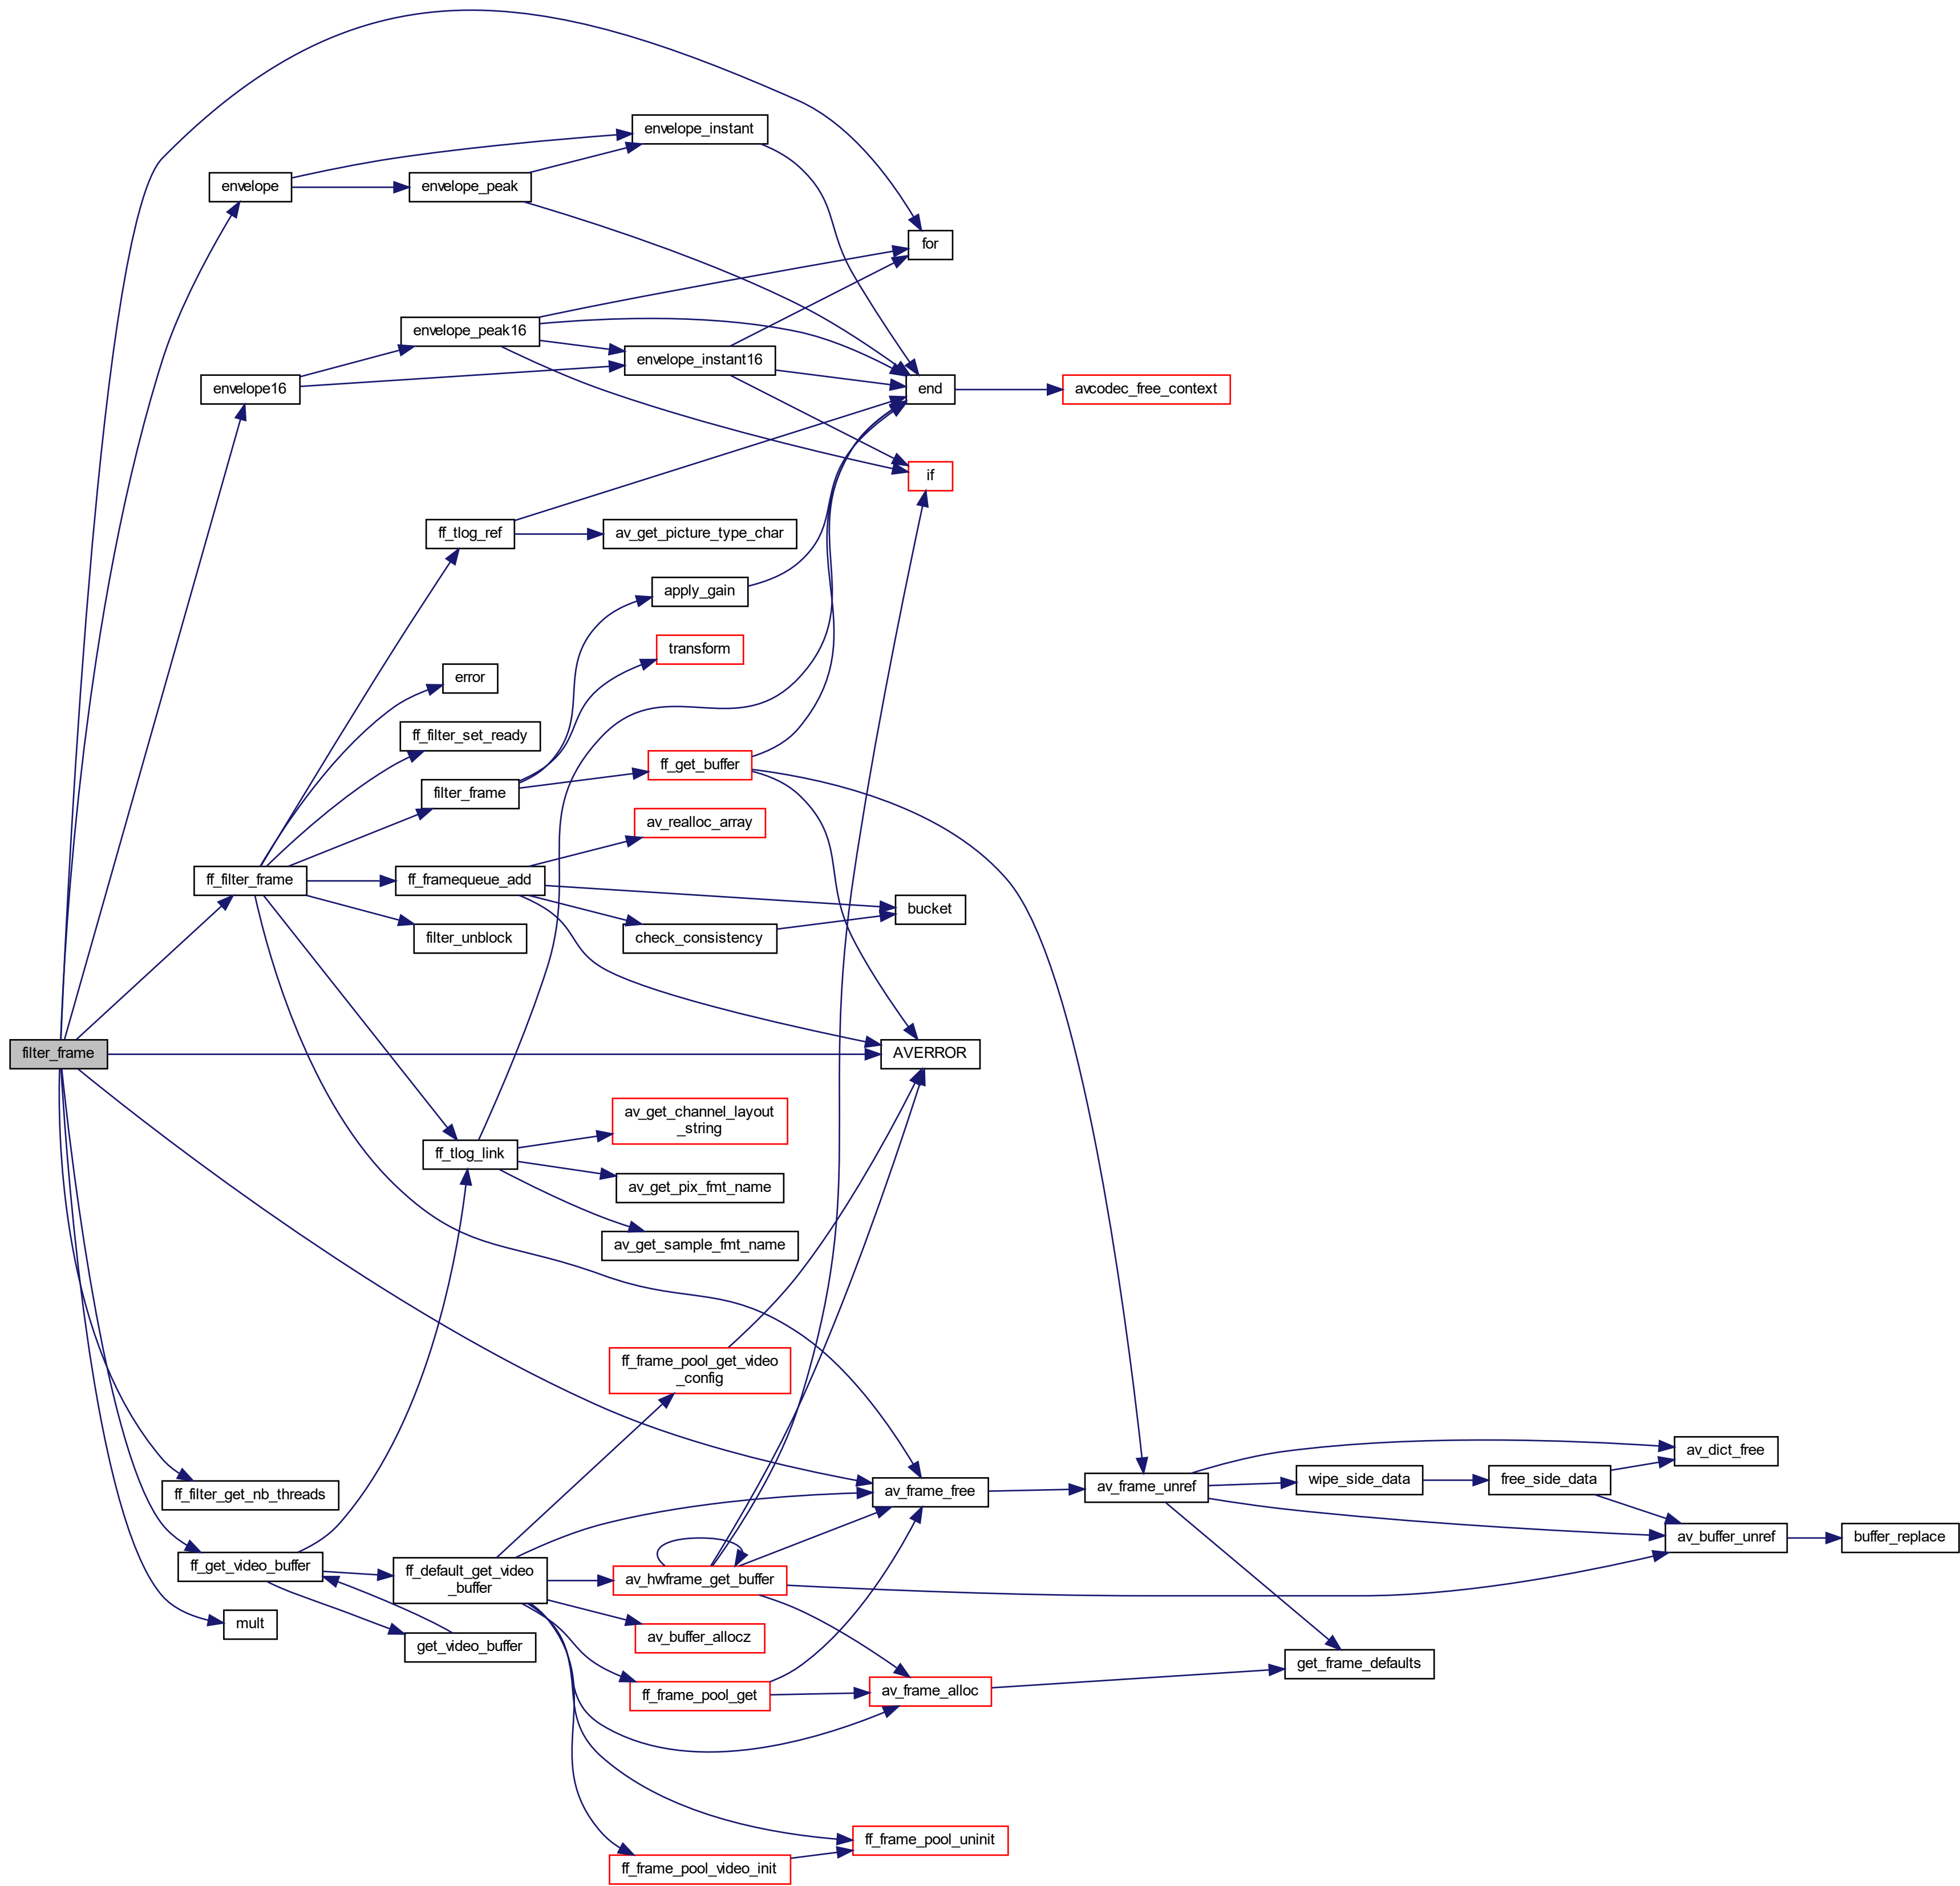 envelope_instant
envelope
envelope_peak
for
envelope_peak16
envelope_instant16
envelope16
end
avcodec_free_context
if
ff_tlog_ref
av_get_picture_type_char
apply_gain
transform
error
ff_filter_set_ready
ff_get_buffer
filter_frame
av_realloc_array
ff_filter_frame
ff_framequeue_add
bucket
filter_unblock
check_consistency
filter_frame
AVERROR
av_get_channel_layout
_string
ff_tlog_link
av_get_pix_fmt_name
av_get_sample_fmt_name
ff_frame_pool_get_video
_config
av_dict_free
ff_filter_get_nb_threads
av_frame_free
av_frame_unref
wipe_side_data
free_side_data
av_buffer_unref
buffer_replace
ff_get_video_buffer
ff_default_get_video
_buffer
av_hwframe_get_buffer
mult
get_video_buffer
av_buffer_allocz
get_frame_defaults
ff_frame_pool_get
av_frame_alloc
ff_frame_pool_uninit
ff_frame_pool_video_init